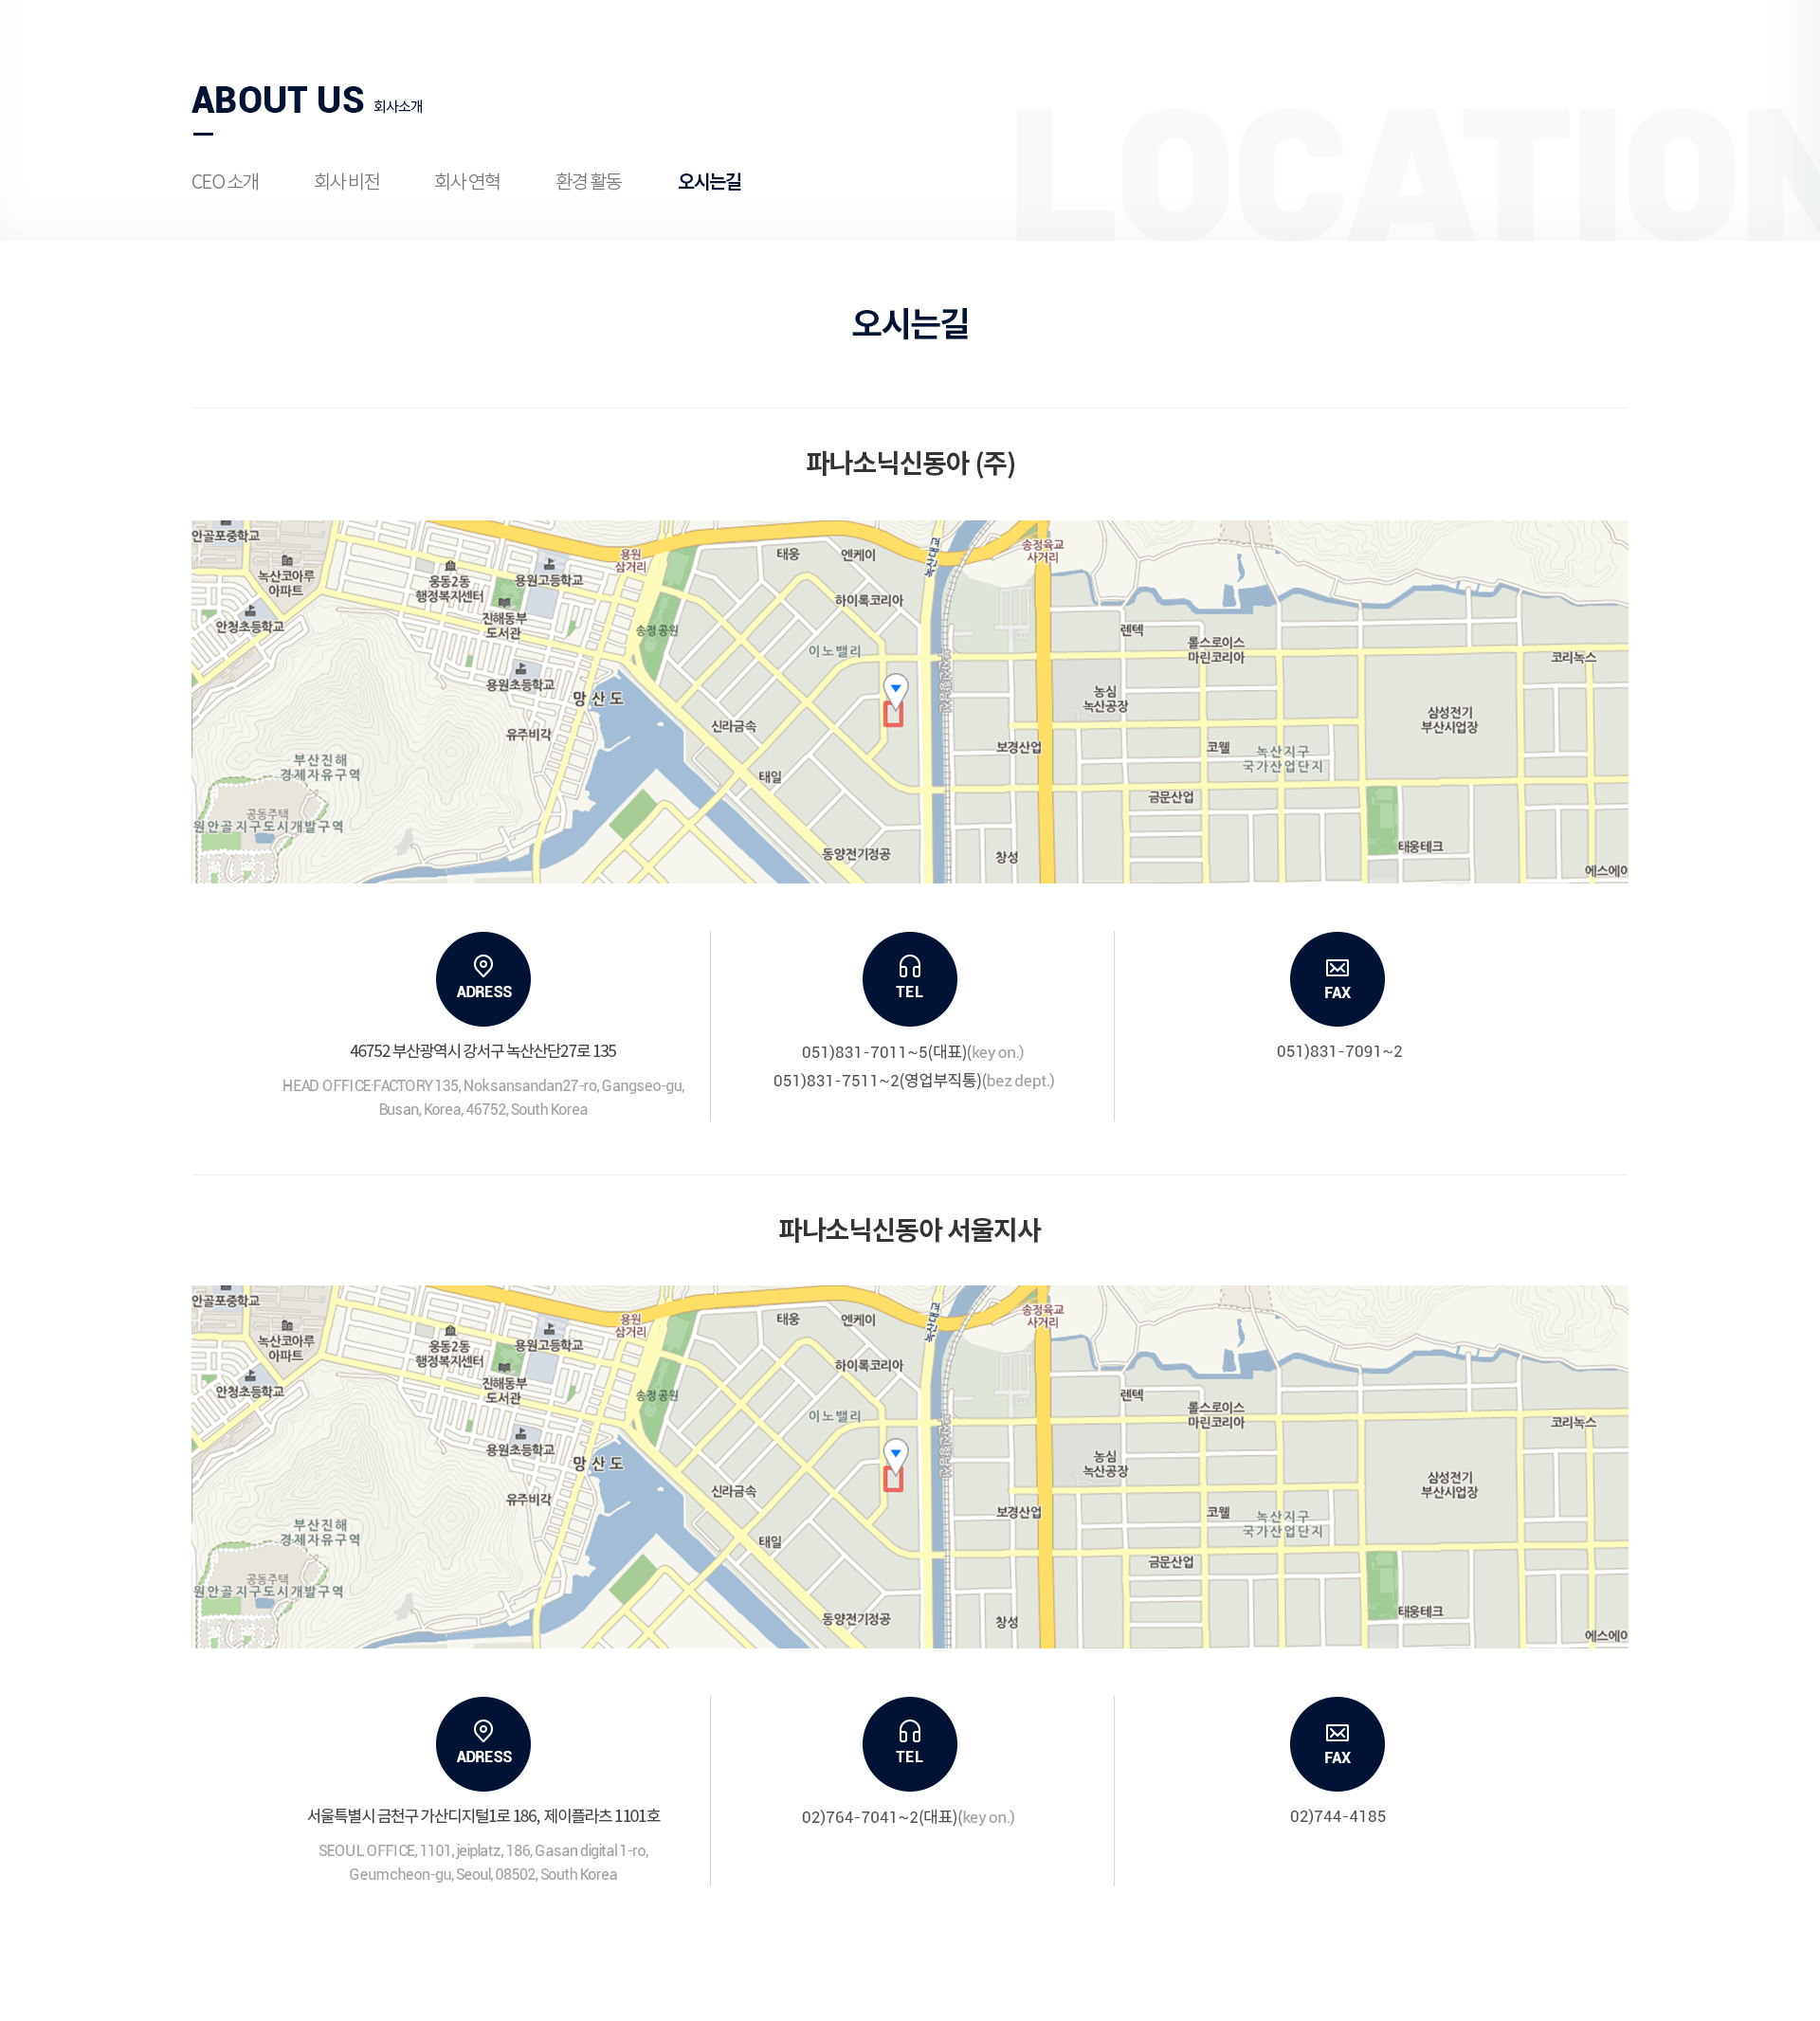 ABOUT US 회사소개
CEO 소개 회사 비전 회사 연혁 환경 활동 오시는길
LOCATION
오시는길
파나소닉신동아 (주)
안골포중학교
녹산코아루
아파트
안청초등학교
웅동2동
행정복지센터
용원고등학교
진해동부
도서관
용원초등학교
용원
삼거리
송정공원
망산도
유주비각
부산진해
경제자유구역
공동주택
원안골지구도시개발구역
태웅
엔케이
하이록코리아
이노밸리
신라금속
태일
동양전기정공
녹산대교
송정육교
사거리
렌텍
롤스로이스
마린코리아
코리녹스
농심
녹산공장
삼성전기
부산시업장
보경산업
코웰
녹산지구
국가산업단지
금문산업
창성
태웅테크
에스에이
ADRESS
46752 부산광역시 강서구 녹산산단27로 135
HEAD OFFICE·FACTORY 135, Noksansandan27-ro, Gangseo-gu,
Busan, Korea, 46752, South Korea
TEL
051)831-7011~5(대표)(key on.)
051)831-7511~2(영업부직통)(bez dept.)
FAX
051)831-7091~2
파나소닉신동아 서울지사
안골포중학교
녹산코아루
아파트
안청초등학교
웅동2동
행정복지센터
용원고등학교
진해동부
도서관
용원초등학교
용원
삼거리
송정공원
망산도
유주비각
부산진해
경제자유구역
공동주택
원안골지구도시개발구역
태웅
엔케이
하이록코리아
이노밸리
신라금속
태일
동양전기정공
녹산대교
송정육교
사거리
렌텍
롤스로이스
마린코리아
코리녹스
농심
녹산공장
삼성전기
부산시업장
보경산업
코웰
녹산지구
국가산업단지
금문산업
창성
태웅테크
에스에이
ADRESS
서울특별시 금천구 가산디지털1로 186, 제이플라츠 1101호
SEOUL OFFICE, 1101, jeiplatz, 186, Gasan digital 1-ro,
Geumcheon-gu, Seoul, 08502, South Korea
TEL
02)764-7041~2(대표)(key on.)
FAX
02)744-4185